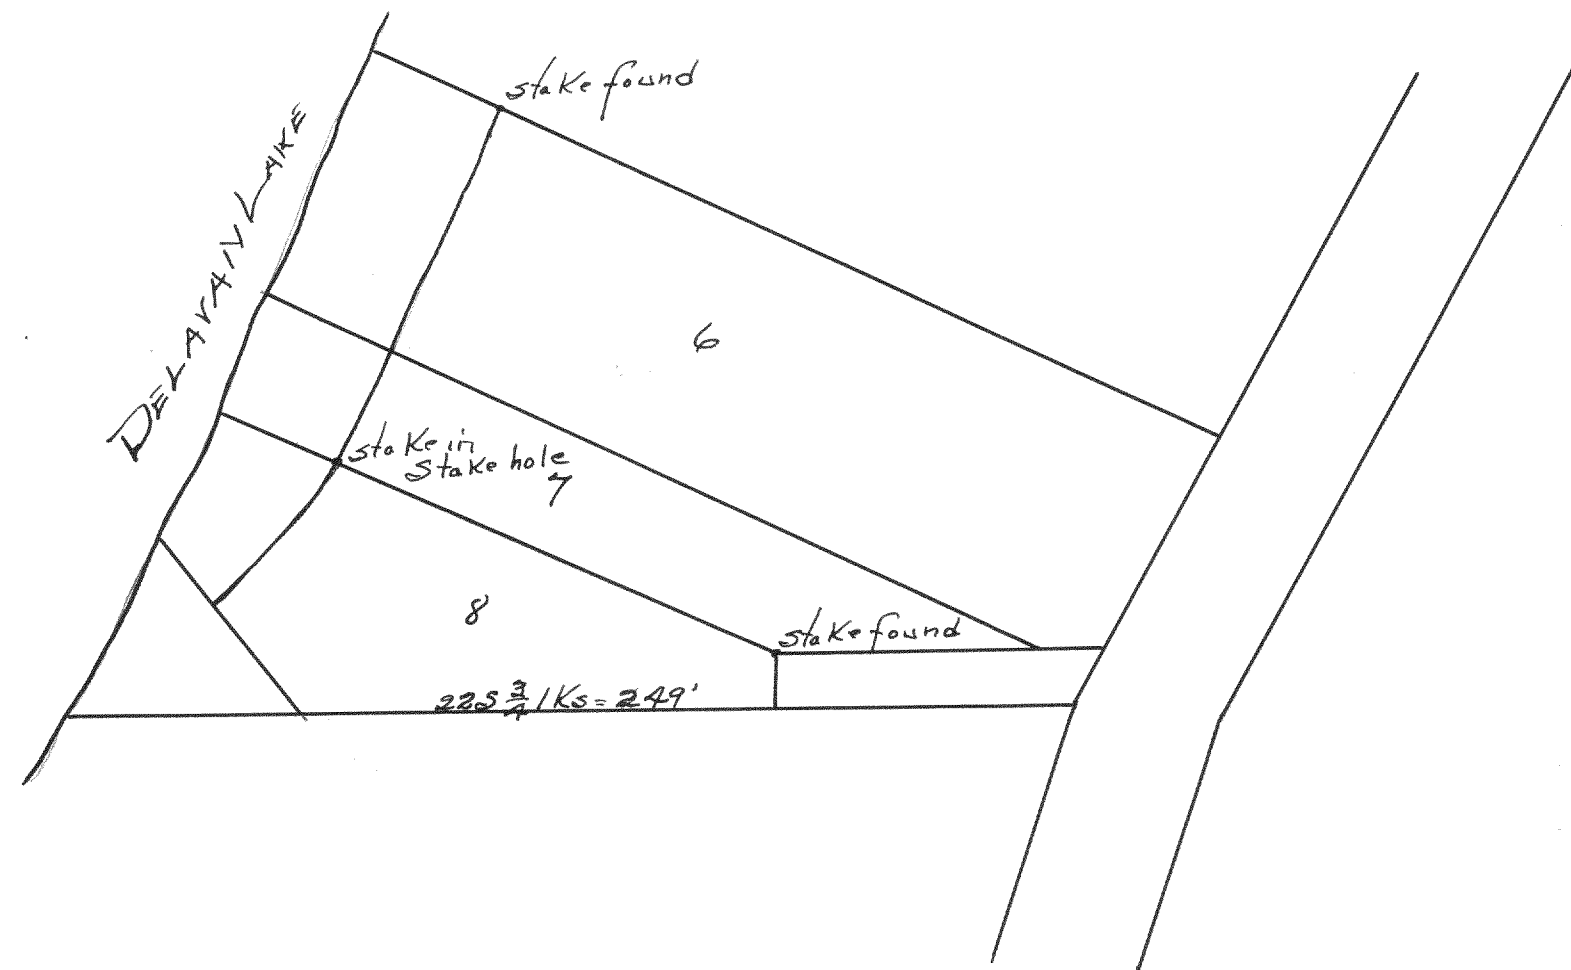 stake found
DELAVAN LAKE
6
stake in
stake hole
7
8
stake found
225 3/4 lks = 249'